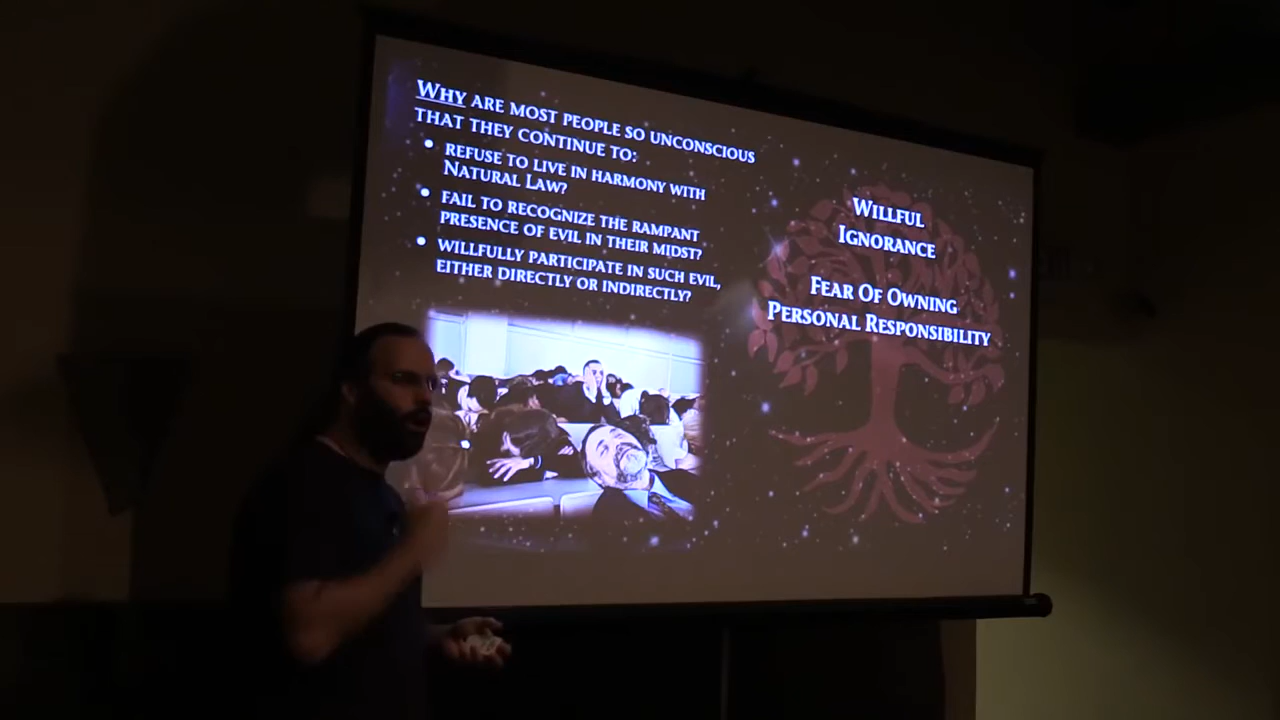 WHY ARE MOST PEOPLE SO UNCONSCIOUS
THAT THEY CONTINUE TO:
• REFUSE TO LIVE IN HARMONY WITH
NATURAL LAW?
• FAIL TO RECOGNIZE THE RAMPANT
PRESENCE OF EVIL IN THEIR MIDST?
• WILLFULLY PARTICIPATE IN SUCH EVIL,
EITHER DIRECTLY OR INDIRECTLY?
WILLFUL
IGNORANCE
FEAR OF OWNING
PERSONAL RESPONSIBILITY